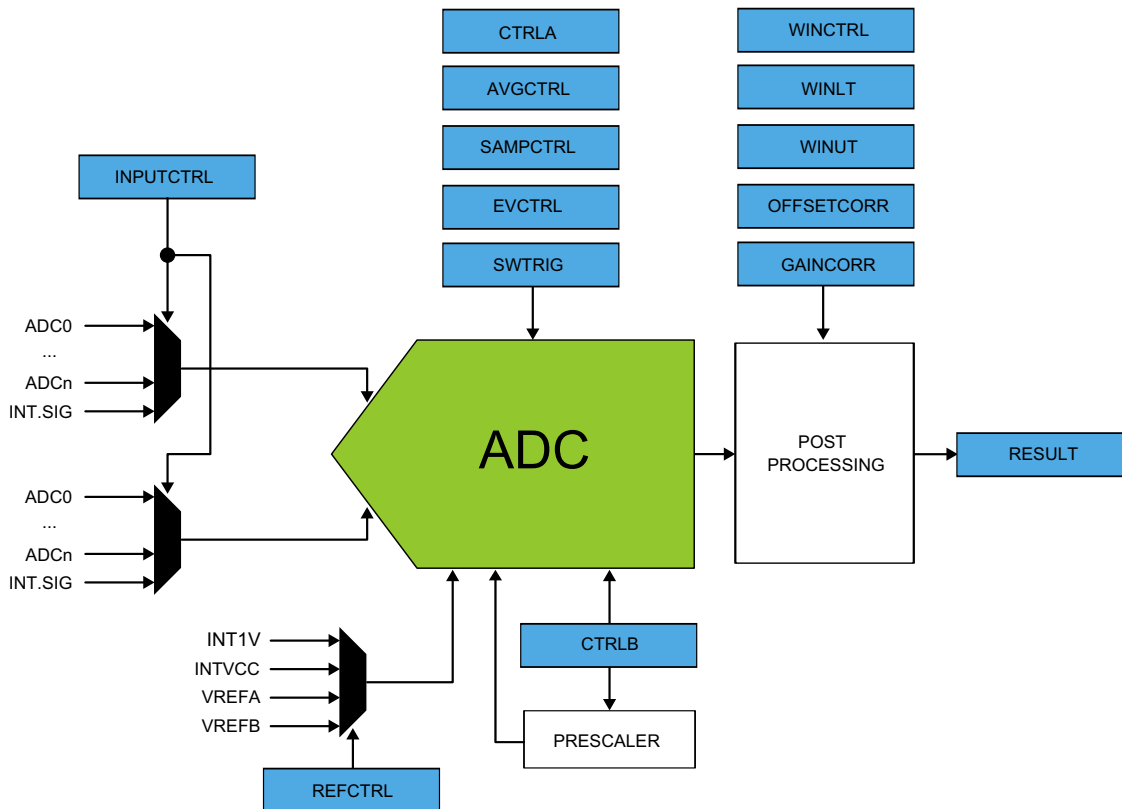 CTRLA
WINCTRL
AVGCTRL
WINLT
SAMPCTRL
WINUT
INPUTCTRL
EVCTRL
OFFSETCORR
SWTRIG
GAINCORR
ADC0
...
ADCn
INT.SIG
ADC
POST
PROCESSING
RESULT
ADC0
...
ADCn
INT.SIG
INT1V
INTVCC
VREFA
VREFB
CTRLB
PRESCALER
REFCTRL